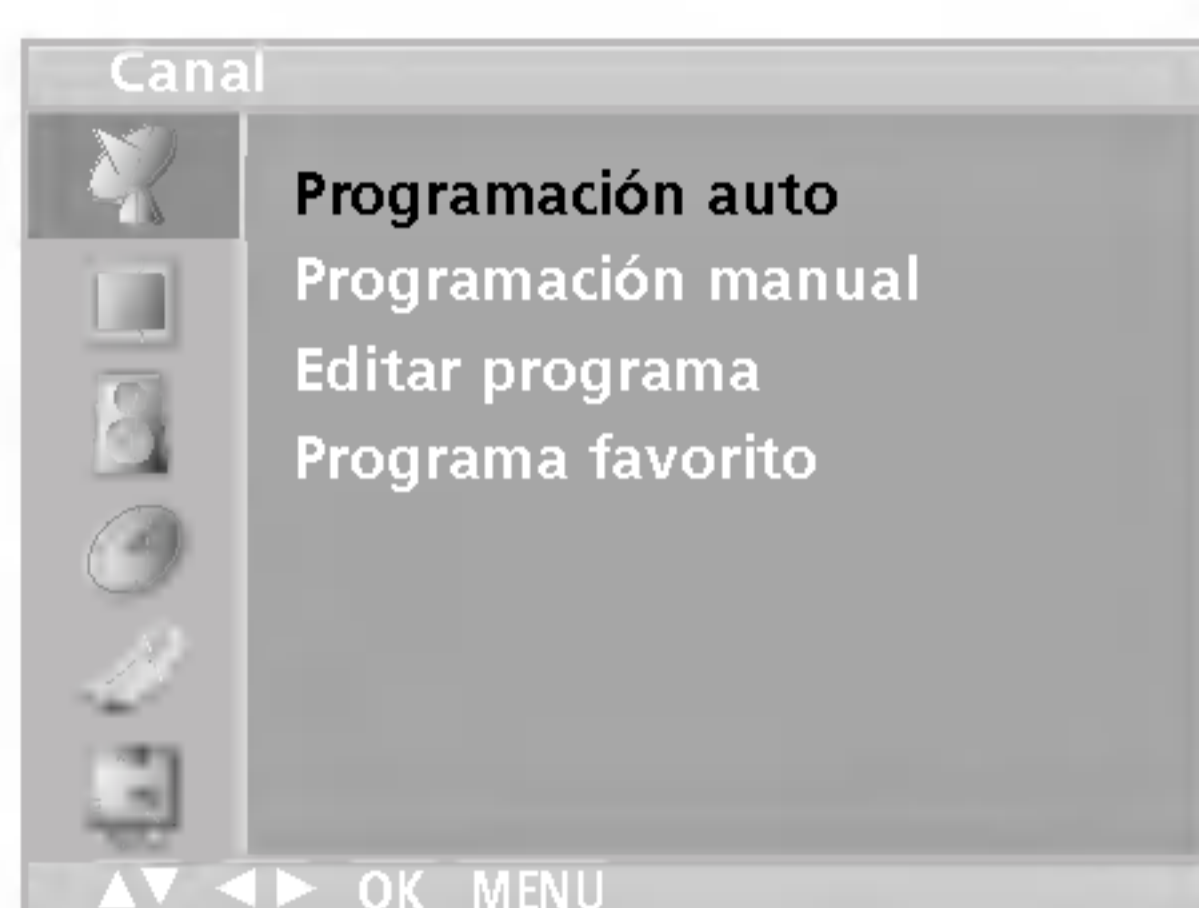 Canal
Programación auto
Programación manual
Editar programa
Programa favorito
▲▼ ◀ ▶ OK MENU